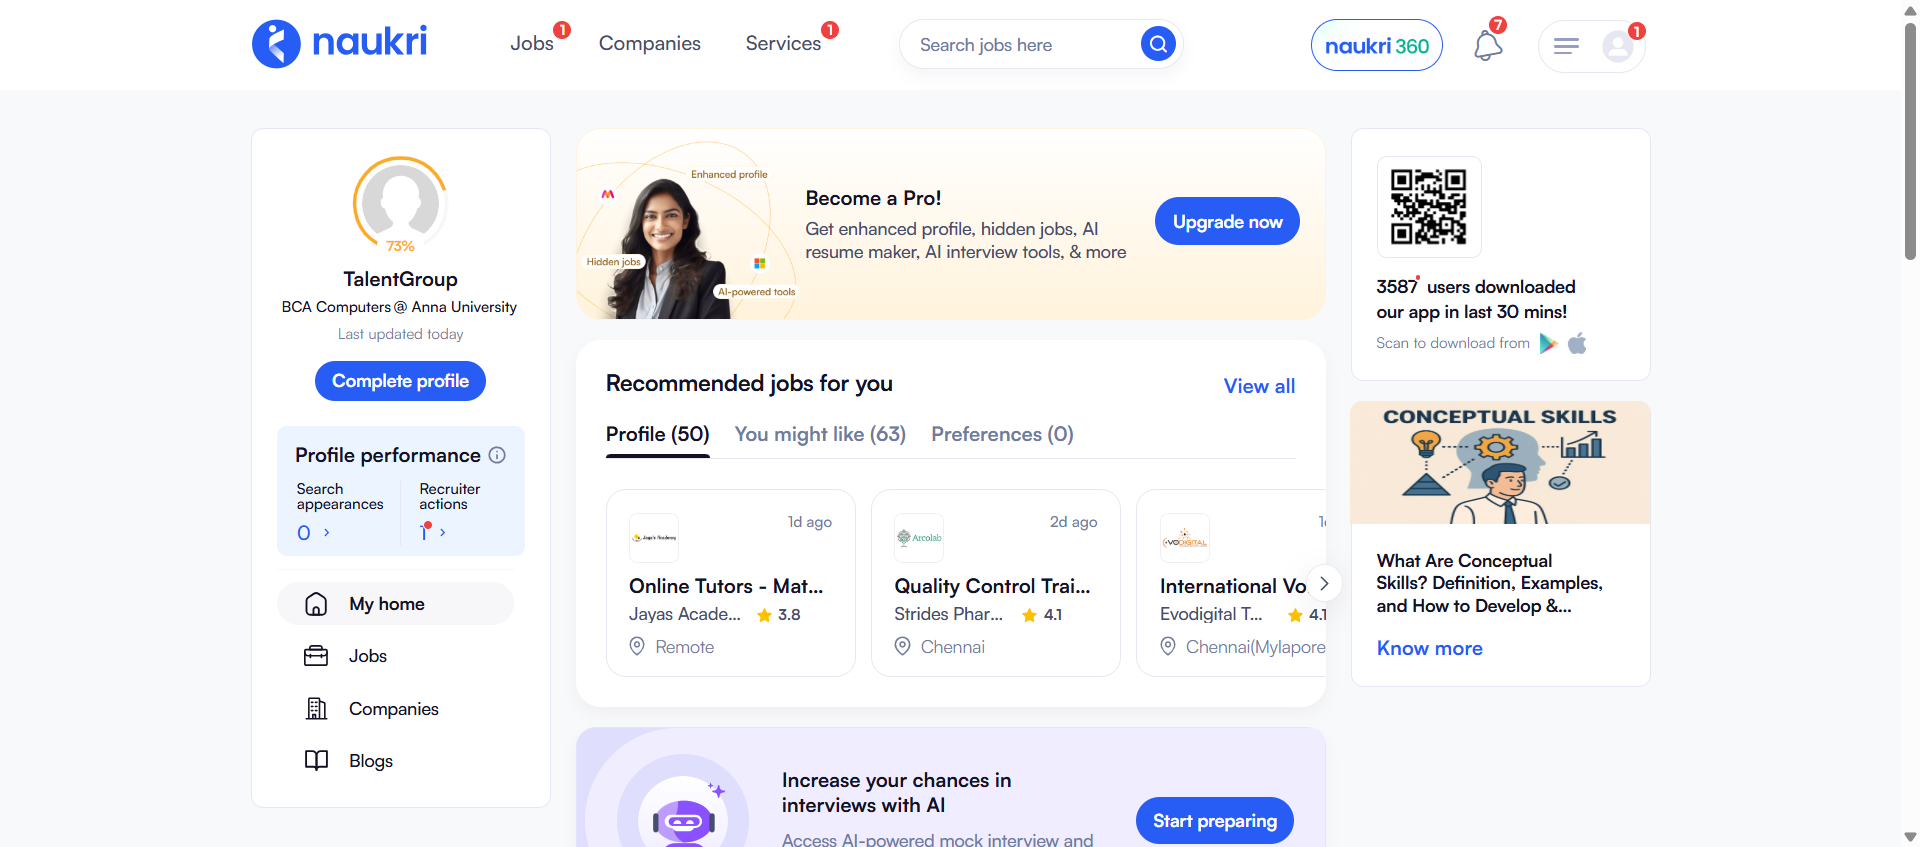 naukri
Jobs 1
Companies
Services 1
Search jobs here
naukri 360
7
1
73%
TalentGroup
BCA Computers @ Anna University
Last updated today
Complete profile
Profile performance
Search
appearances
0
Recruiter
actions
1
My home
Jobs
Companies
Blogs
Enhanced profile
Hidden jobs
AI-powered tools
Become a Pro!
Get enhanced profile, hidden jobs, AI
resume maker, AI interview tools, & more
Upgrade now
Recommended jobs for you
View all
Profile (50)
You might like (63)
Preferences (0)
Jaya's Academy
1d ago
Online Tutors - Mat...
Jayas Acade...
3.8
Remote
Arcolab
2d ago
Quality Control Trai...
Strides Phar...
4.1
Chennai
EVODIGITAL
International Vo
Evodigital T...
4.1
Chennai(Mylapore
Increase your chances in
interviews with AI
Access AI-powered mock interview and
Start preparing
3587 users downloaded
our app in last 30 mins!
Scan to download from
CONCEPTUAL SKILLS
What Are Conceptual
Skills? Definition, Examples,
and How to Develop &...
Know more